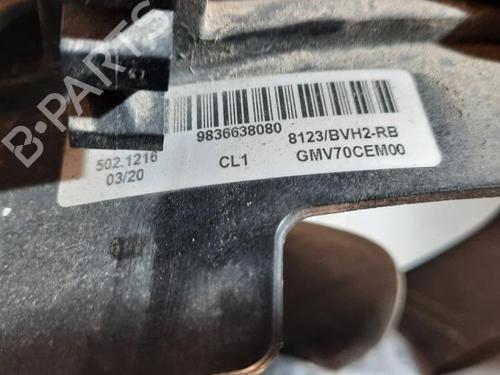 B-PARTS
9836638080
8123/BVH2-RB
502.1216
CL1
GMV70CEM00
03/20